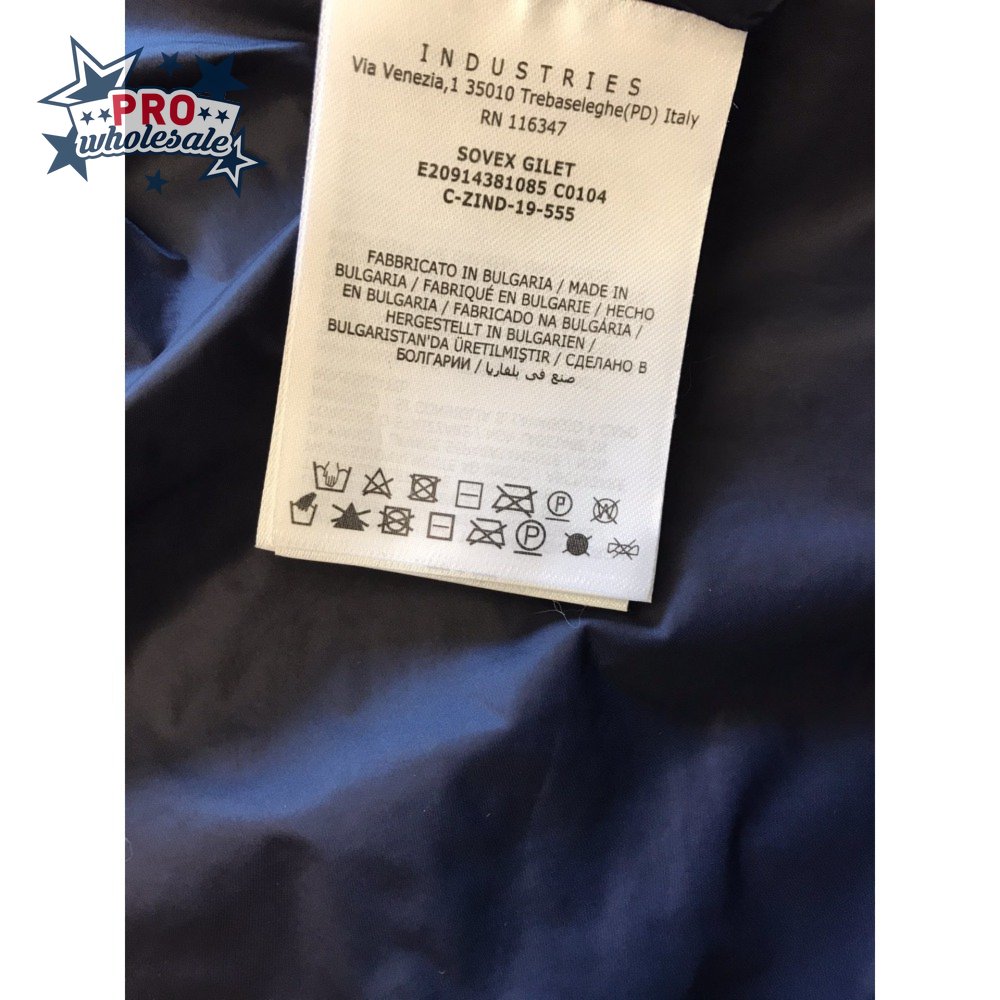 PRO
wholesale
INDUSTRIES
Via Venezia,1 35010 Trebaseleghe(PD) Italy
RN 116347
SOVEX GILET
E20914381085 C0104
C-ZIND-19-555
FABBRICATO IN BULGARIA / MADE IN
BULGARIA / FABRIQUÉ EN BULGARIE / HECHO
EN BULGARIA / FABRICADO NA BULGÁRIA /
HERGESTELLT IN BULGARIEN /
BULGARISTAN'DA ÜRETILMIŞTIR / СДЕЛАНО В
БОЛГАРИИ / صنع في بلغاريا
P W
P